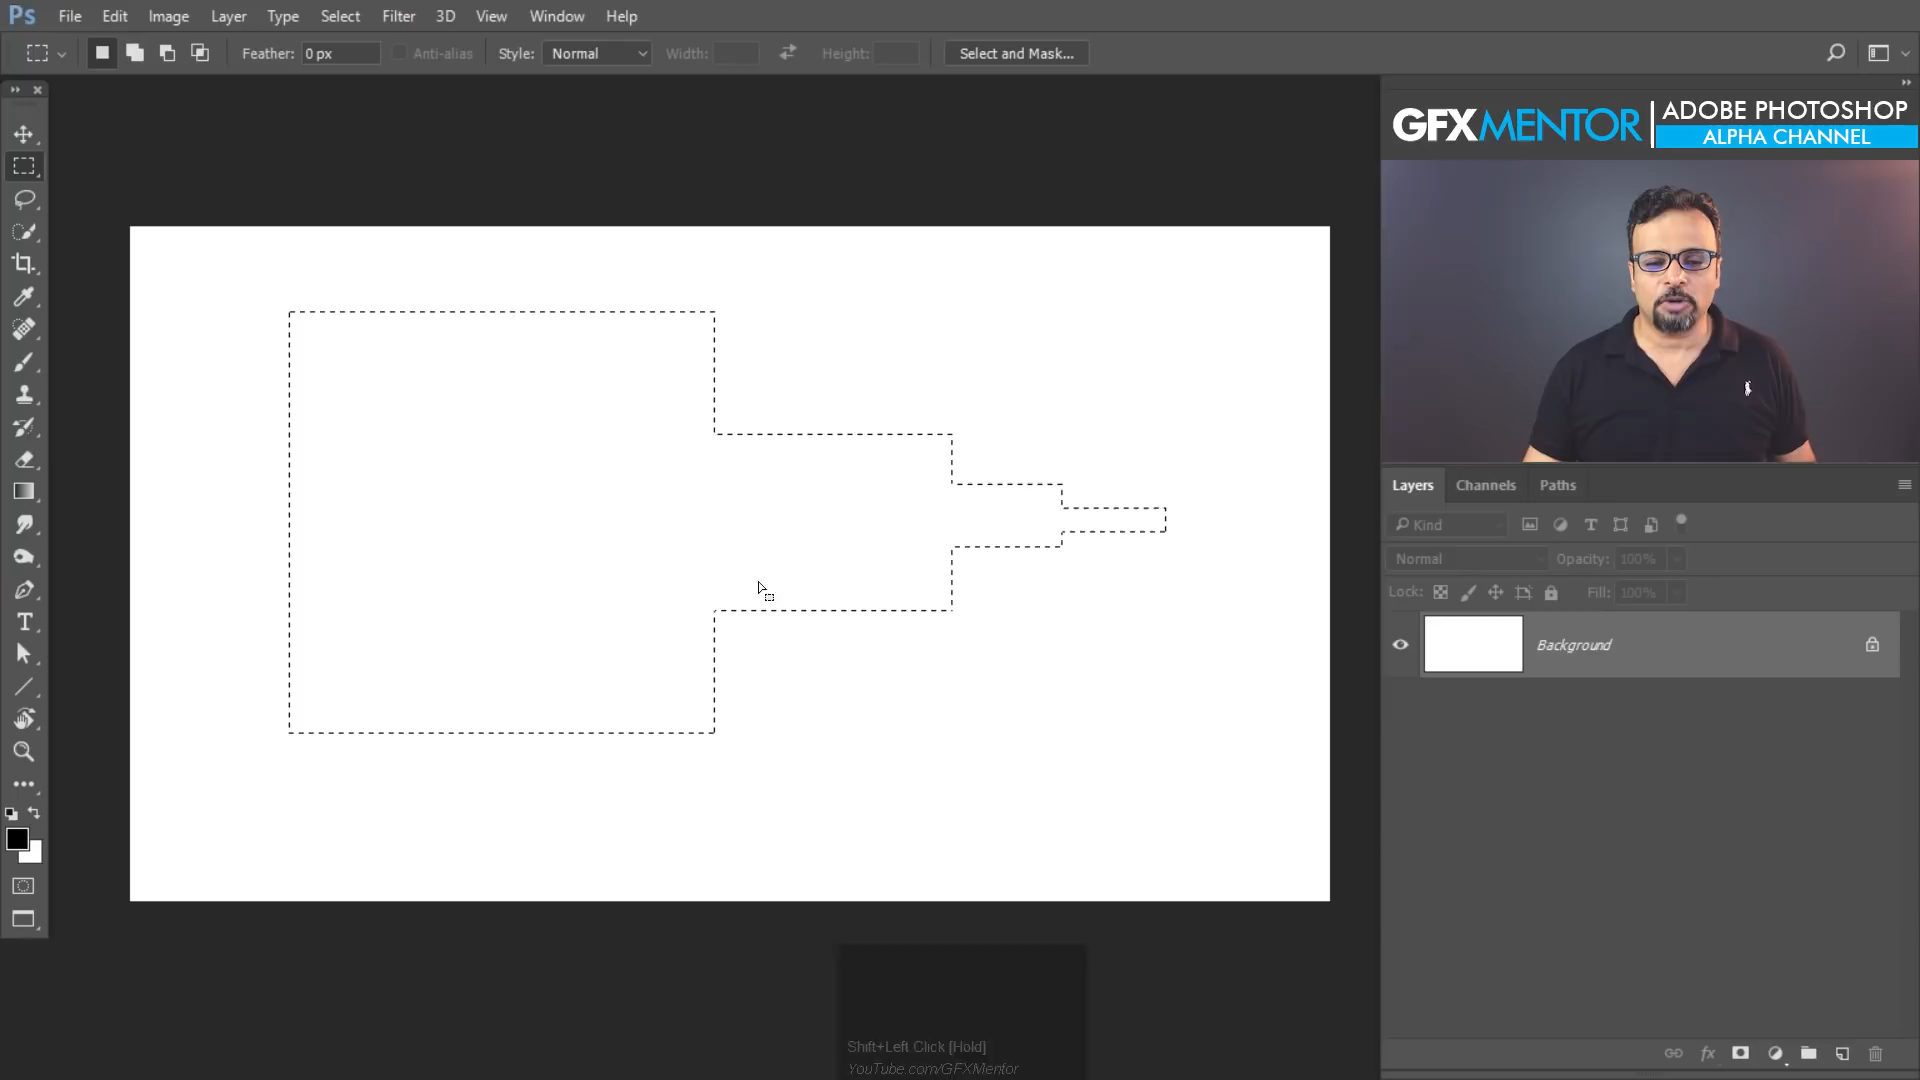 Ps File Edit Image Layer Type Select Filter 3D View Window Help
Feather: 0 px Anti-alias Style: Normal Width: Height: Select and Mask...
GFXMENTOR ADOBE PHOTOSHOP
ALPHA CHANNEL
Layers Channels Paths
Kind
Normal Opacity: 100%
Lock: Fill: 100%
Background
Shift+Left Click [Hold]
YouTube.com/GFXMentor